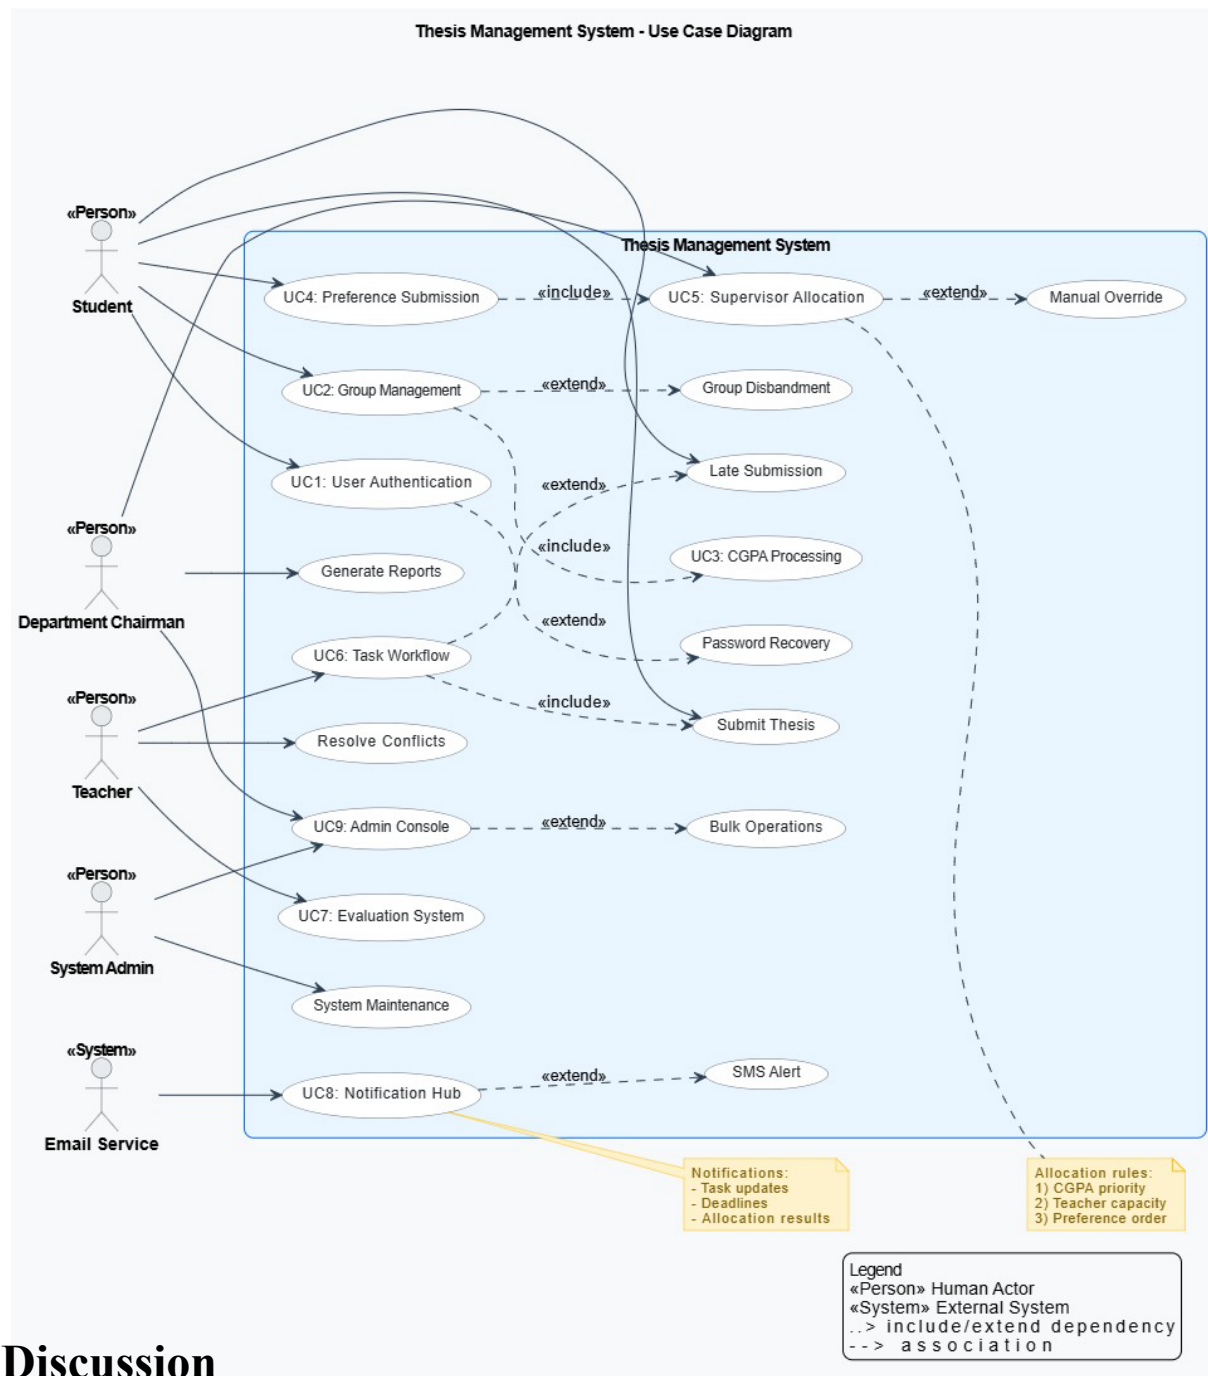 Thesis Management System - Use Case Diagram
«Person»
Student
Thesis Management System
UC4: Preference Submission
«include»
UC5: Supervisor Allocation
«extend»
Manual Override
UC2: Group Management
«extend»
Group Disbandment
UC1: User Authentication
«extend»
Late Submission
«Person»
Department Chairman
Generate Reports
«include»
UC3: CGPA Processing
«extend»
Password Recovery
UC6: Task Workflow
«include»
Submit Thesis
«Person»
Teacher
Resolve Conflicts
UC9: Admin Console
«extend»
Bulk Operations
«Person»
System Admin
UC7: Evaluation System
System Maintenance
«System»
Email Service
UC8: Notification Hub
«extend»
SMS Alert
Notifications:
- Task updates
- Deadlines
- Allocation results
Allocation rules:
1) CGPA priority
2) Teacher capacity
3) Preference order
Legend
«Person» Human Actor
«System» External System
..> include/extend dependency
--> association
Discussion